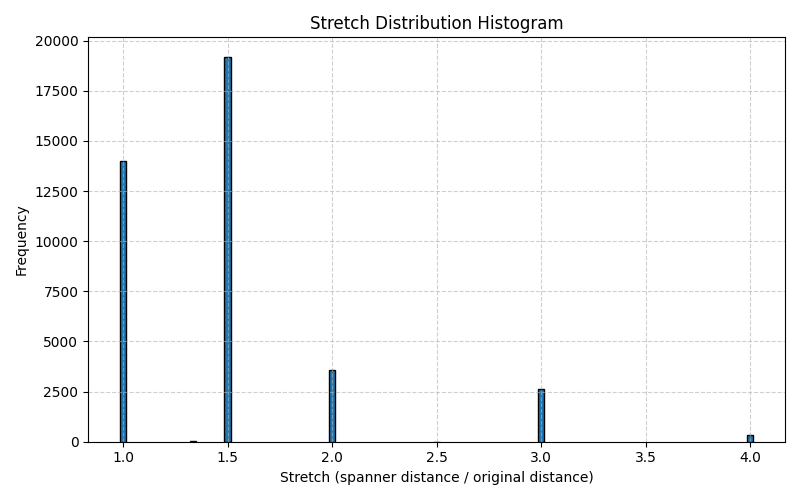 Stretch Distribution Histogram
Frequency
20000
17500
15000
12500
10000
7500
5000
2500
0
1.0 1.5 2.0 2.5 3.0 3.5 4.0
Stretch (spanner distance / original distance)